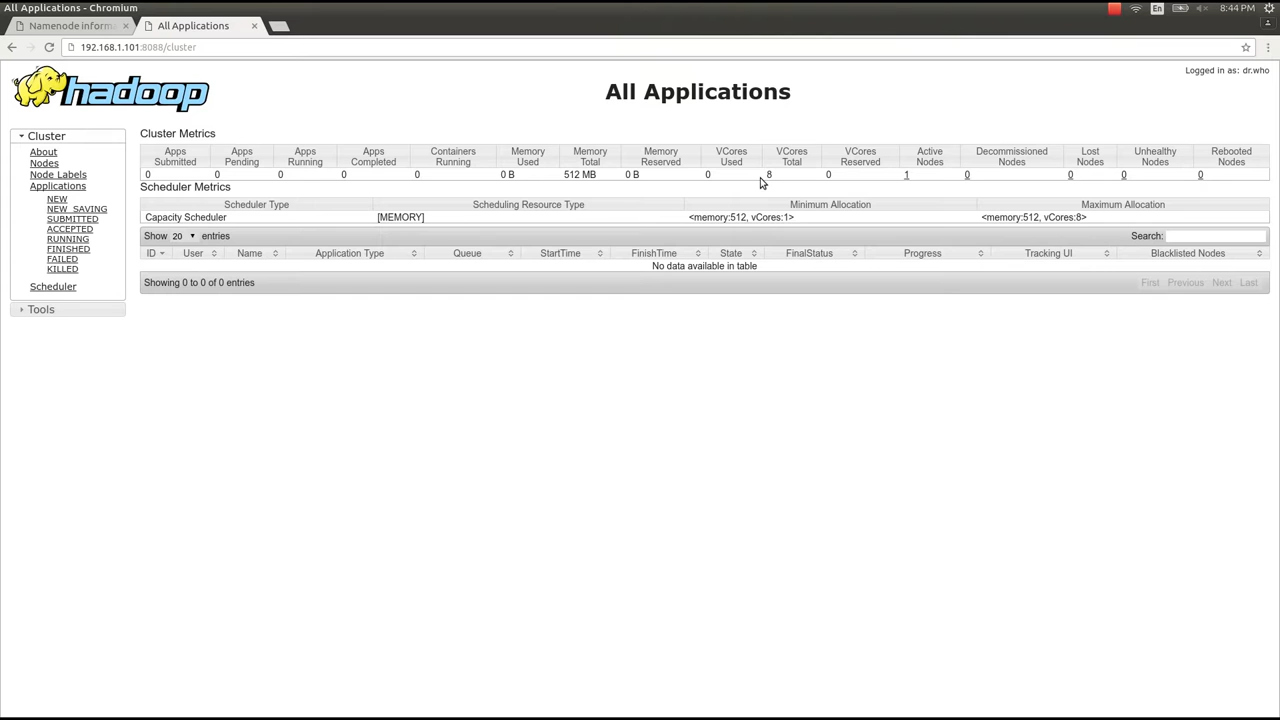 All Applications - Chromium
En
8:44 PM
Namenode inform
All Applications
192.168.1.101:8088/cluster
Logged in as: dr.who
hadoop
All Applications
Cluster
About
Nodes
Node Labels
Applications
NEW
NEW_SAVING
SUBMITTED
ACCEPTED
RUNNING
FINISHED
FAILED
KILLED
Scheduler
Tools
Cluster Metrics
Apps Submitted Apps Pending Apps Running Apps Completed Containers Running Memory Used Memory Total Memory Reserved VCores Used VCores Total VCores Reserved Active Nodes Decommissioned Nodes Lost Nodes Unhealthy Nodes Rebooted Nodes
0 0 0 0 0 0 B 512 MB 0 B 0 8 0 1 0 0 0 0
Scheduler Metrics
Scheduler Type Scheduling Resource Type Minimum Allocation Maximum Allocation
Capacity Scheduler [MEMORY] <memory:512, vCores:1> <memory:512, vCores:8>
Show 20 entries Search:
ID User Name Application Type Queue StartTime FinishTime State FinalStatus Progress Tracking UI Blacklisted Nodes
No data available in table
Showing 0 to 0 of 0 entries First Previous Next Last